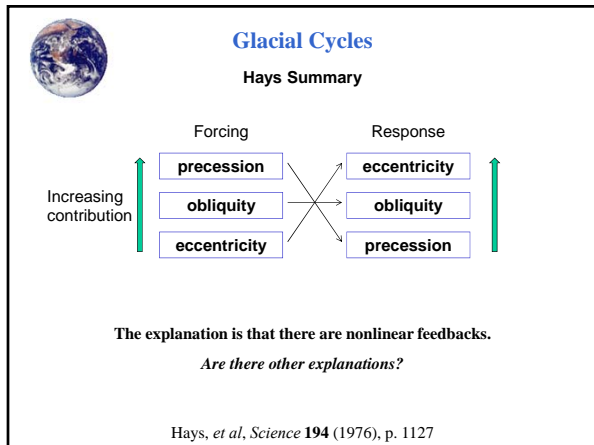 Glacial Cycles
Hays Summary
Forcing Response
precession eccentricity
Increasing
contribution
obliquity obliquity
eccentricity precession
The explanation is that there are nonlinear feedbacks.
Are there other explanations?
Hays, et al, Science 194 (1976), p. 1127